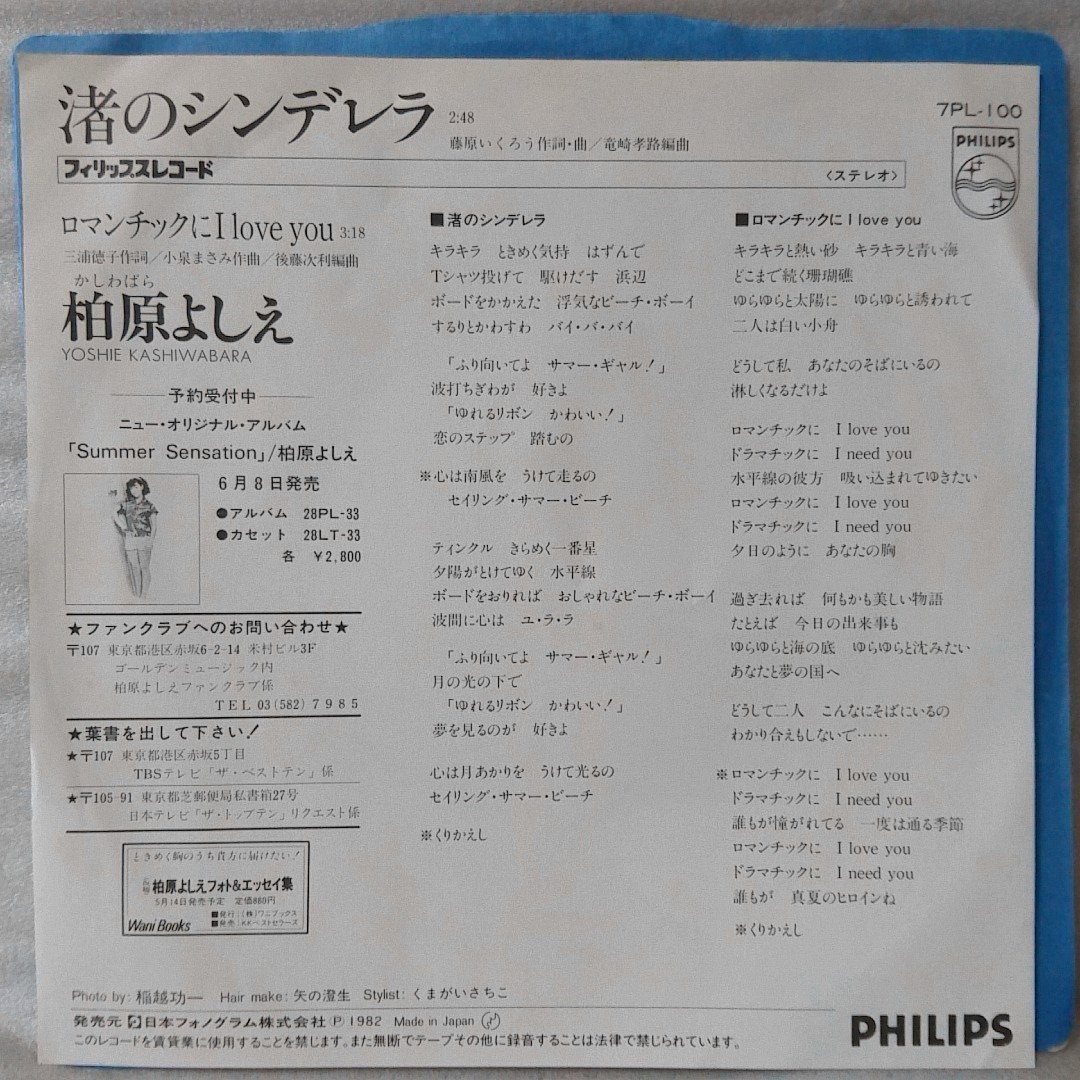 渚のシンデレラ 2:48
藤原いくろう作詞・曲／竜崎孝路編曲
7PL-100
PHILIPS
フィリップスレコード 〈ステレオ〉
ロマンチックにI love you 3:18
三浦徳子作詞／小泉まさみ作曲／後藤次利編曲
かしわばら
柏原よしえ
YOSHIE KASHIWABARA
予約受付中
ニュー・オリジナル・アルバム
「Summer Sensation」/柏原よしえ
6月8日発売
●アルバム 28PL-33
●カセット 28LT-33
各 ¥2,800
★ファンクラブへのお問い合わせ★
〒107 東京都港区赤坂6-2-14 米村ビル3F
ゴールデンミュージック内
柏原よしえファンクラブ係
TEL 03(582)7985
★葉書を出して下さい!
★〒107 東京都港区赤坂5丁目
TBSテレビ「ザ・ベストテン」係
★〒105-91 東京都芝郵便局私書箱27号
日本テレビ「ザ・トップテン」リクエスト係
ときめく胸のうち貴方に届けたい!
柏原よしえフォト&エッセイ集
5月14日発売予定 定価880円
Wani Books
■発行:(株)ワニブックス
■発売:KKベストセラーズ
■渚のシンデレラ
キラキラ ときめく気持 はずんで
Tシャツ投げて 駆けだす 浜辺
ボードをかかえた 浮気なビーチ・ボーイ
するりとかわすわ バイ・バ・バイ
「ふり向いてよ サマー・ギャル!」
波打ちぎわが 好きよ
「ゆれるリボン かわいい!」
恋のステップ 踏むの
※心は南風を うけて走るの
セイリング・サマー・ビーチ
ティンクル きらめく一番星
夕陽がとけてゆく 水平線
ボードをおりれば おしゃれなビーチ・ボーイ
波間に心は ユ・ラ・ラ
「ふり向いてよ サマー・ギャル!」
月の光の下で
「ゆれるリボン かわいい!」
夢を見るのが 好きよ
心は月あかりを うけて光るの
セイリング・サマー・ビーチ
※くりかえし
■ロマンチックにI love you
キラキラと熱い砂 キラキラと青い海
どこまで続く珊瑚礁
ゆらゆらと太陽に ゆらゆらと誘われて
二人は白い小舟
どうして私 あなたのそばにいるの
淋しくなるだけよ
ロマンチックに I love you
ドラマチックに I need you
水平線の彼方 吸い込まれてゆきたい
ロマンチックに I love you
ドラマチックに I need you
夕日のように あなたの胸
過ぎ去れば 何もかも美しい物語
たとえば 今日の出来事も
ゆらゆらと海の底 ゆらゆらと沈みたい
あなたと夢の国へ
どうして二人 こんなにそばにいるの
わかり合えもしないで……
※ロマンチックに I love you
ドラマチックに I need you
誰もが憧がれてる 一度は通る季節
ロマンチックに I love you
ドラマチックに I need you
誰もが 真夏のヒロインね
※くりかえし
Photo by:稲越功一 Hair make:矢の澄生 Stylist:くまがいさちこ
発売元 日本フォノグラム株式会社 Ⓟ1982 Made in Japan
このレコードを賃貸業に使用することを禁じます。また無断でテープその他に録音することは法律で禁じられています。
PHILIPS